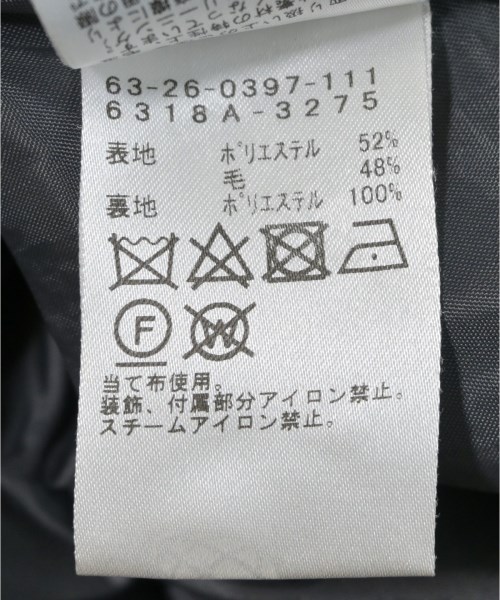 63-26-0397-111
6318A-3275
表地 ポリエステル 52%
毛 48%
裏地 ポリエステル 100%
F W
当て布使用。
装飾、付属部分アイロン禁止。
スチームアイロン禁止。